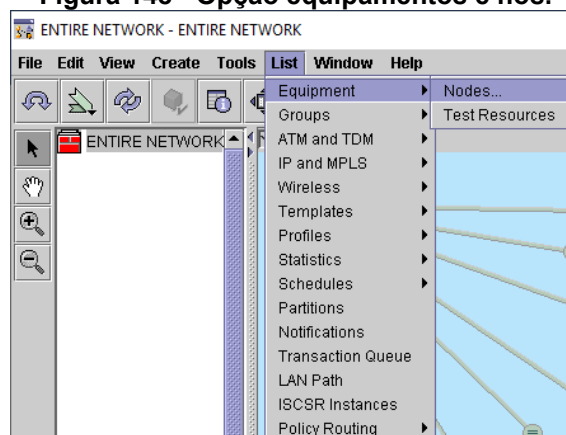 Figura 143 - Opção equipamentos e nós.
ENTIRE NETWORK - ENTIRE NETWORK
File Edit View Create Tools List Window Help
ENTIRE NETWORK
Equipment
Groups
ATM and TDM
IP and MPLS
Wireless
Templates
Profiles
Statistics
Schedules
Partitions
Notifications
Transaction Queue
LAN Path
ISCSR Instances
Policy Routing
Nodes...
Test Resources